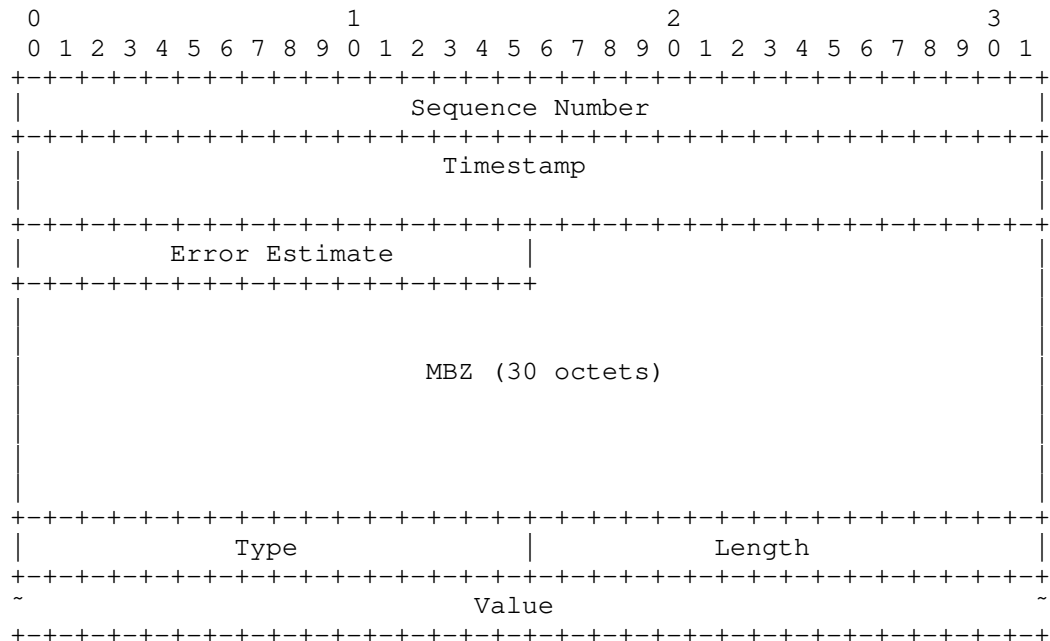 0                   1                   2                   3
 0 1 2 3 4 5 6 7 8 9 0 1 2 3 4 5 6 7 8 9 0 1 2 3 4 5 6 7 8 9 0 1
+-+-+-+-+-+-+-+-+-+-+-+-+-+-+-+-+-+-+-+-+-+-+-+-+-+-+-+-+-+-+-+-+
|                        Sequence Number                        |
+-+-+-+-+-+-+-+-+-+-+-+-+-+-+-+-+-+-+-+-+-+-+-+-+-+-+-+-+-+-+-+-+
|                          Timestamp                            |
|                                                               |
+-+-+-+-+-+-+-+-+-+-+-+-+-+-+-+-+-+-+-+-+-+-+-+-+-+-+-+-+-+-+-+-+
|         Error Estimate        |                               |
+-+-+-+-+-+-+-+-+-+-+-+-+-+-+-+-+                               |
|                                                               |
|                                                               |
|                         MBZ (30 octets)                       |
|                                                               |
|                                                               |
|                                                               |
|                                                               |
+-+-+-+-+-+-+-+-+-+-+-+-+-+-+-+-+-+-+-+-+-+-+-+-+-+-+-+-+-+-+-+-+
|             Type              |           Length              |
+-+-+-+-+-+-+-+-+-+-+-+-+-+-+-+-+-+-+-+-+-+-+-+-+-+-+-+-+-+-+-+-+
~                            Value                              ~
+-+-+-+-+-+-+-+-+-+-+-+-+-+-+-+-+-+-+-+-+-+-+-+-+-+-+-+-+-+-+-+-+